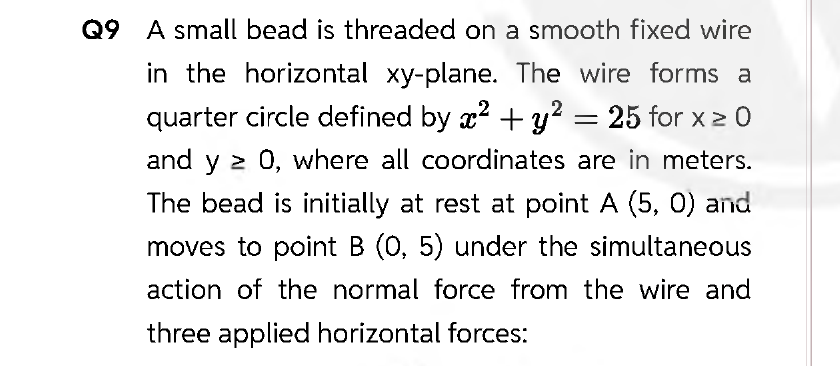 Q9 A small bead is threaded on a smooth fixed wire
in the horizontal xy-plane. The wire forms a
quarter circle defined by x² + y² = 25 for x ≥ 0
and y ≥ 0, where all coordinates are in meters.
The bead is initially at rest at point A (5, 0) and
moves to point B (0, 5) under the simultaneous
action of the normal force from the wire and
three applied horizontal forces: